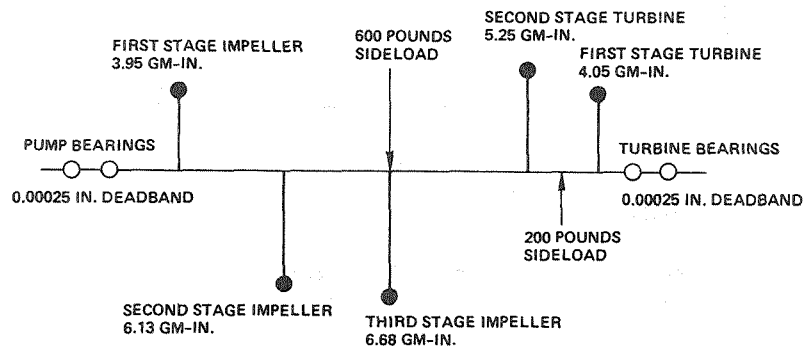 SECOND STAGE TURBINE
5.25 GM-IN.
600 POUNDS
SIDELOAD
FIRST STAGE IMPELLER
3.95 GM-IN.
FIRST STAGE TURBINE
4.05 GM-IN.
PUMP BEARINGS
TURBINE BEARINGS
0.00025 IN. DEADBAND
0.00025 IN. DEADBAND
200 POUNDS
SIDELOAD
SECOND STAGE IMPELLER
6.13 GM-IN.
THIRD STAGE IMPELLER
6.68 GM-IN.